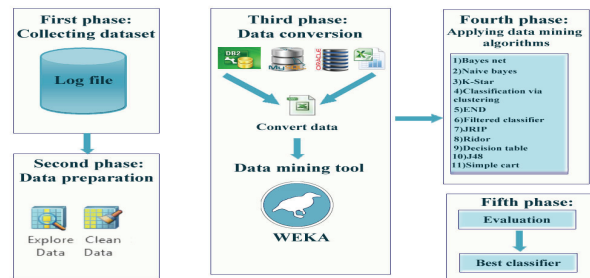 First phase:
Collecting dataset
Log file
Second phase:
Data preparation
Explore Data
Clean Data
Third phase:
Data conversion
DB2
ORACLE
Convert data
Data mining tool
WEKA
Fourth phase:
Applying data mining
algorithms
1)Bayes net
2)Naive bayes
3)K-Star
4)Classification via
clustering
5)END
6)Filtered classifier
7)JRIP
8)Ridor
9)Decision table
10)J48
11)Simple cart
Fifth phase:
Evaluation
Best classifier